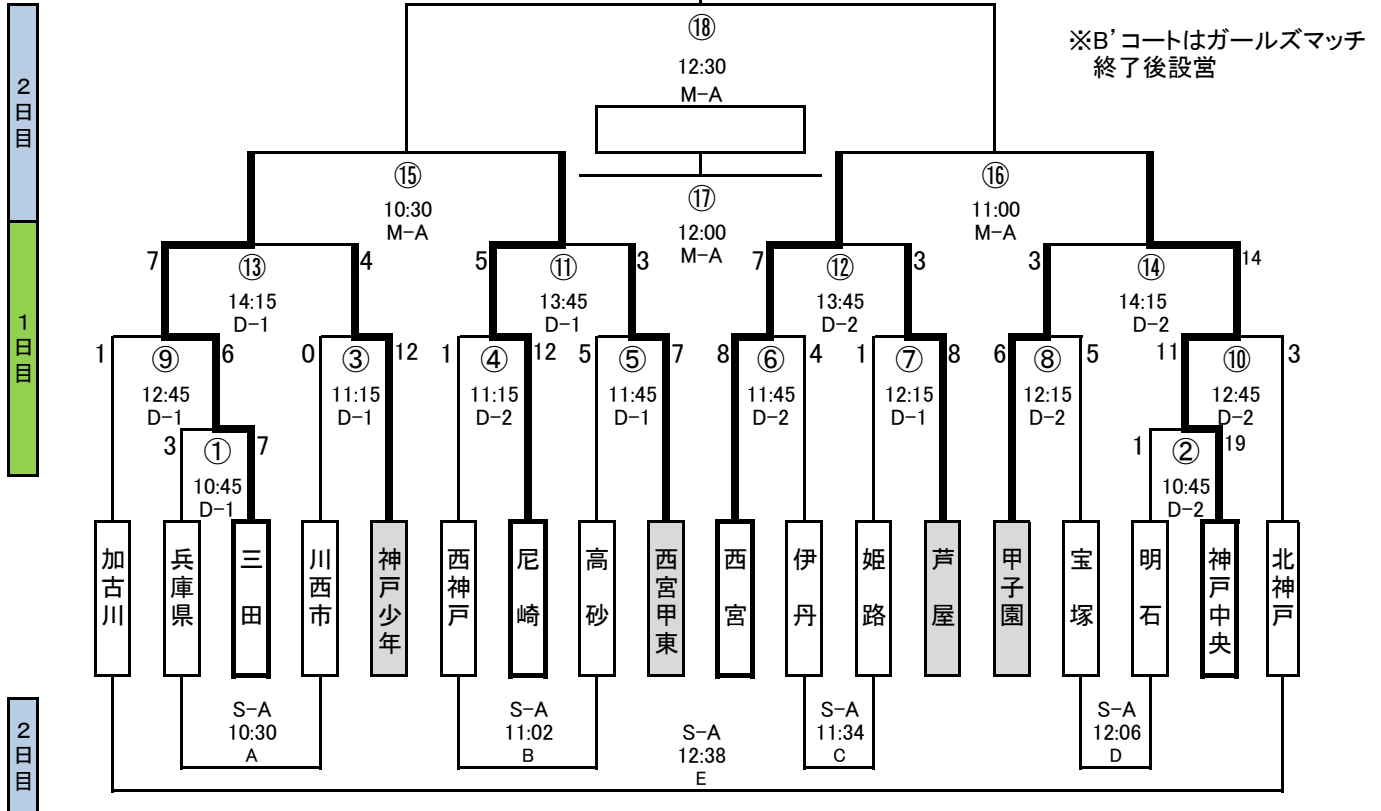 ⑱
12:30
M-A
※B’コートはガールズマッチ
終了後設営
2日目
⑮
10:30
M-A
⑰
12:00
M-A
⑯
11:00
M-A
1日目
7 ⑬ 4
14:15
D-1
5 ⑪ 3
13:45
D-1
7 ⑫ 3
13:45
D-2
3 ⑭ 14
14:15
D-2
1 ⑨ 6
12:45
D-1
0 ③ 12
11:15
D-1
1 ④ 12
11:15
D-2
5 ⑤ 7
11:45
D-1
8 ⑥ 4
11:45
D-2
1 ⑦ 8
12:15
D-1
6 ⑧ 5
12:15
D-2
11 ⑩ 3
12:45
D-2
3 ① 7
10:45
D-1
1 ② 19
10:45
D-2
加古川
兵庫県
三田
川西市
神戸少年
西神戸
尼崎
高砂
西宮甲東
西宮
伊丹
姫路
芦屋
甲子園
宝塚
明石
神戸中央
北神戸
2日目
S-A
10:30
A
S-A
11:02
B
S-A
12:38
E
S-A
11:34
C
S-A
12:06
D